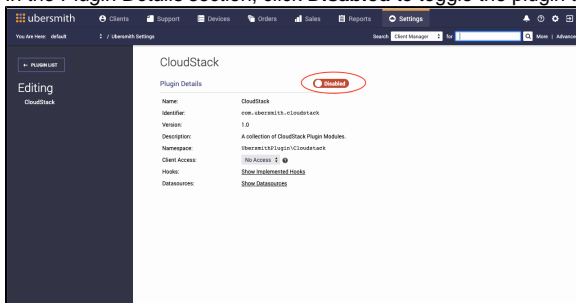 In the Plugin Details section, click Disabled to toggle the plugin
ubersmith Clients Support Devices Orders Sales Reports Settings
You Are Here: default / Ubersmith Settings Search Client Manager for More | Advance
← PLUGIN LIST
CloudStack
Editing
CloudStack
Plugin Details Disabled
Name: CloudStack
Identifier: com.ubersmith.cloudstack
Version: 1.0
Description: A collection of CloudStack Plugin Modules.
Namespace: UbersmithPlugin\Cloudstack
Client Access: No Access
Hooks: Show Implemented Hooks
Datasources: Show Datasources